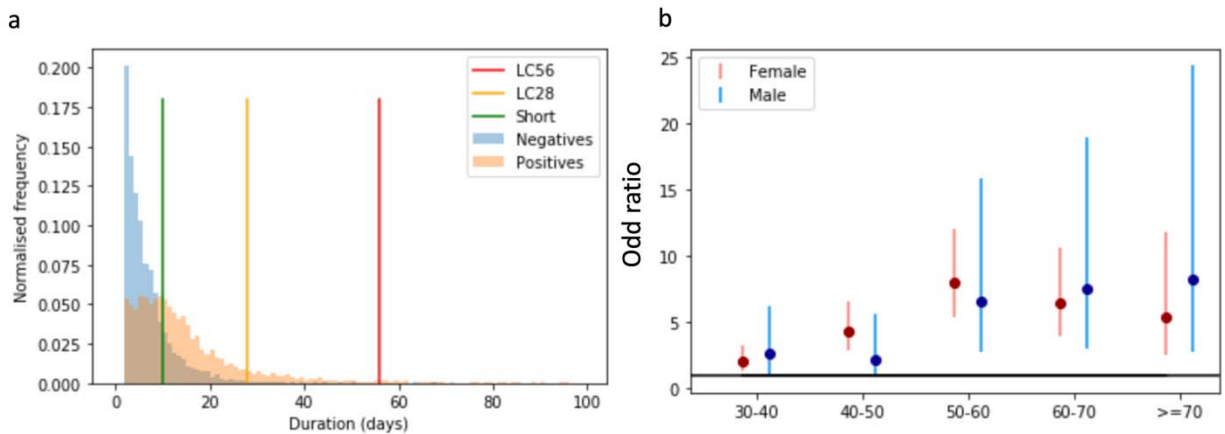 a
0.200
0.175
0.150
0.125
0.100
0.075
0.050
0.025
0.000
Normalised frequency
0 20 40 60 80 100
Duration (days)
LC56
LC28
Short
Negatives
Positives
b
25
20
15
10
5
0
Odd ratio
Female
Male
30-40 40-50 50-60 60-70 >=70